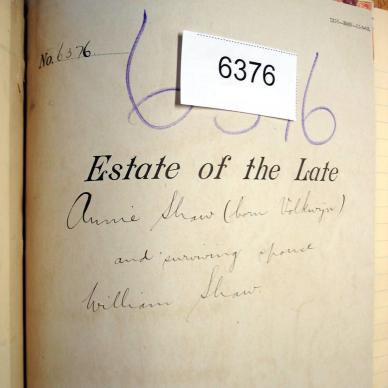 No. 6376
6376
6376
Estate of the Late
Annie Shaw (born Volkwyn)
and surviving spouse
William Shaw.